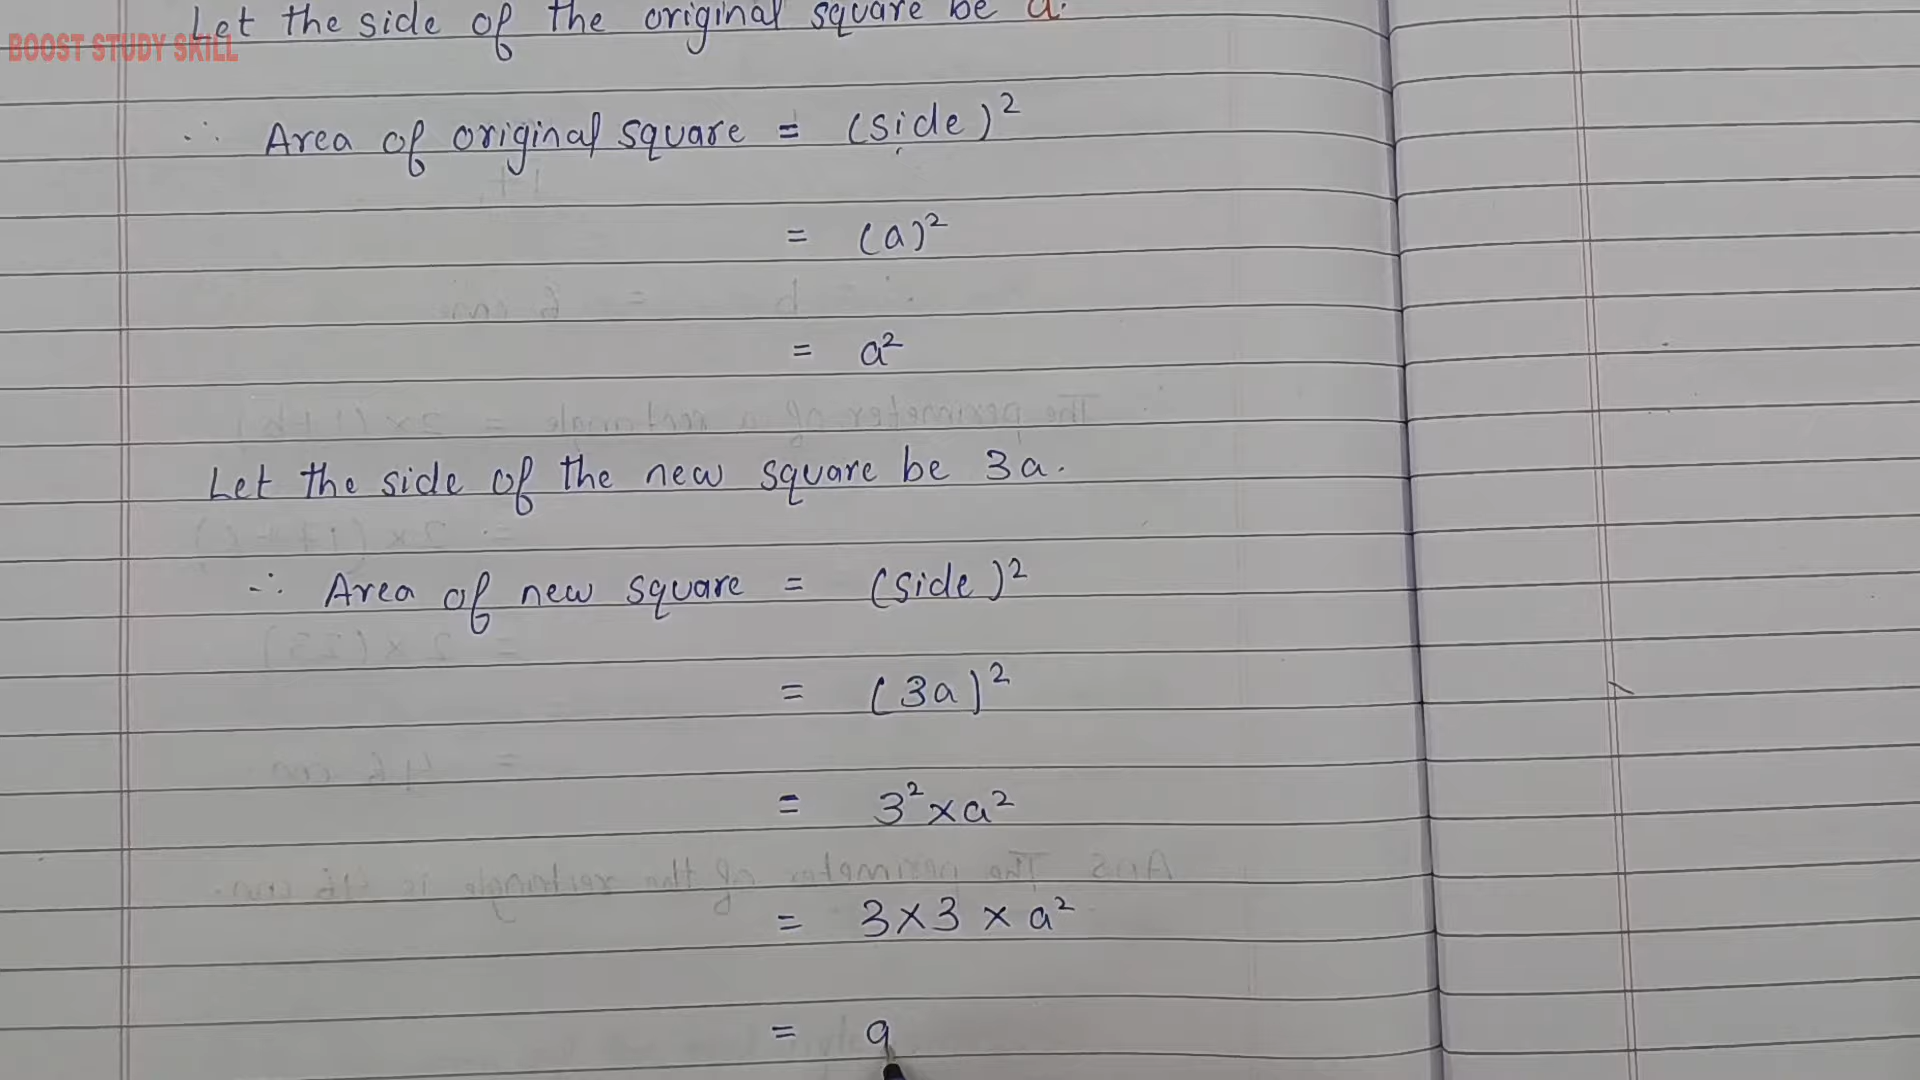 Let the side of the original square be a.
BOOST STUDY SKILL
∴ Area of original square = (side)²
= (a)²
= a²
Let the side of the new square be 3a.
∴ Area of new square = (side)²
= (3a)²
= 3² × a²
= 3 × 3 × a²
= 9